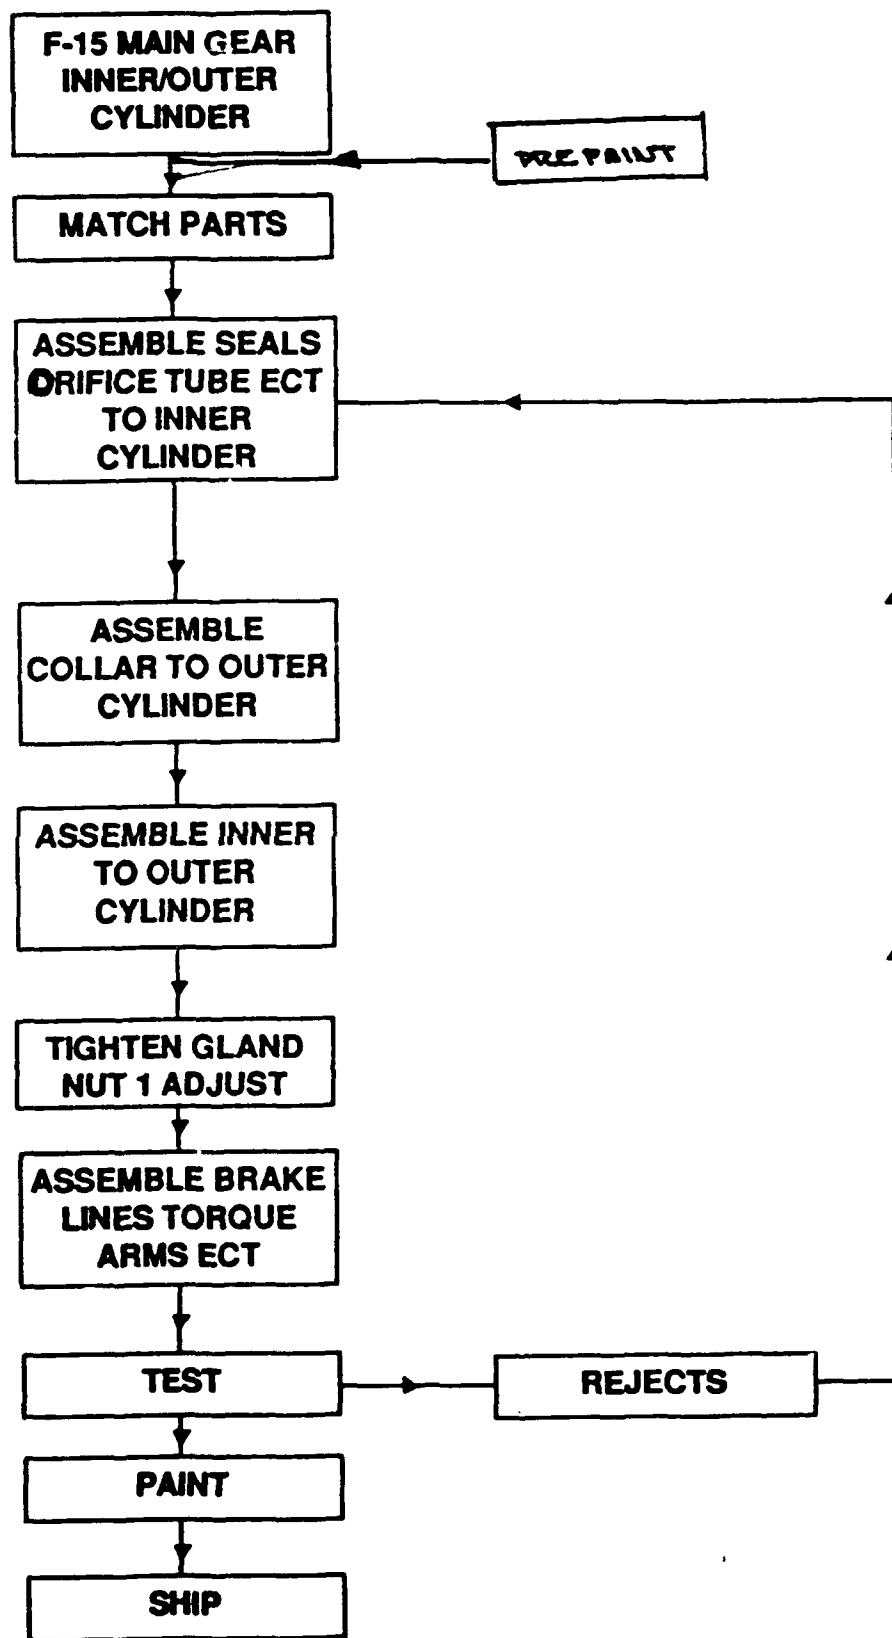 F-15 MAIN GEAR
INNER/OUTER
CYLINDER
PREPAINT
MATCH PARTS
ASSEMBLE SEALS
ORIFICE TUBE ECT
TO INNER
CYLINDER
ASSEMBLE
COLLAR TO OUTER
CYLINDER
ASSEMBLE INNER
TO OUTER
CYLINDER
TIGHTEN GLAND
NUT 1 ADJUST
ASSEMBLE BRAKE
LINES TORQUE
ARMS ECT
TEST
REJECTS
PAINT
SHIP